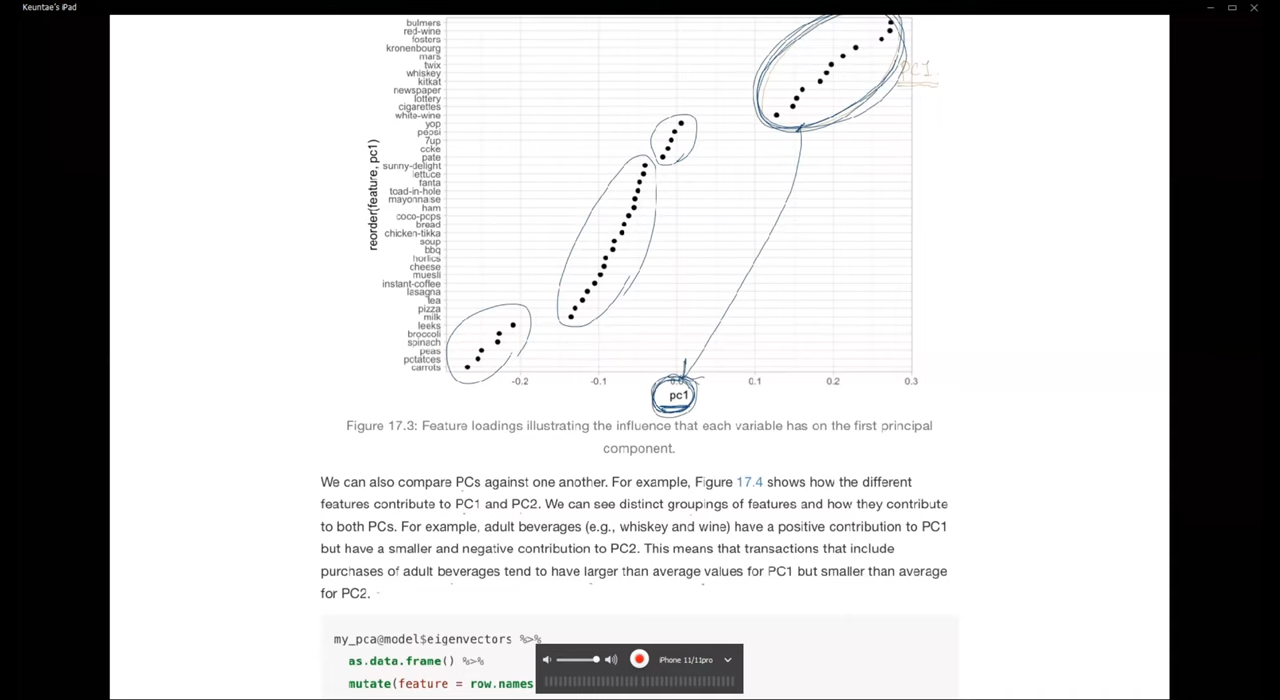 Keuntae's iPad
bulmers
red-wine
fosters
kronenbourg
mars
twix
whiskey
kitkat
newspaper
lottery
cigarettes
white-wine
yop
pepsi
7up
coke
pate
sunny-delight
lettuce
fanta
toad-in-hole
mayonnaise
ham
coco-pops
bread
chicken-tikka
soup
bbq
horlics
cheese
muesli
instant-coffee
lasagna
tea
pizza
milk
leeks
broccoli
spinach
peas
potatoes
carrots
reorder(feature, pc1)
PC1
-0.2 -0.1 0.0 0.1 0.2 0.3
pc1
Figure 17.3: Feature loadings illustrating the influence that each variable has on the first principal
component.
We can also compare PCs against one another. For example, Figure 17.4 shows how the different
features contribute to PC1 and PC2. We can see distinct groupings of features and how they contribute
to both PCs. For example, adult beverages (e.g., whiskey and wine) have a positive contribution to PC1
but have a smaller and negative contribution to PC2. This means that transactions that include
purchases of adult beverages tend to have larger than average values for PC1 but smaller than average
for PC2.
my_pca@model$eigenvectors %>%
as.data.frame() %>%
mutate(feature = row.names
iPhone 11/11pro